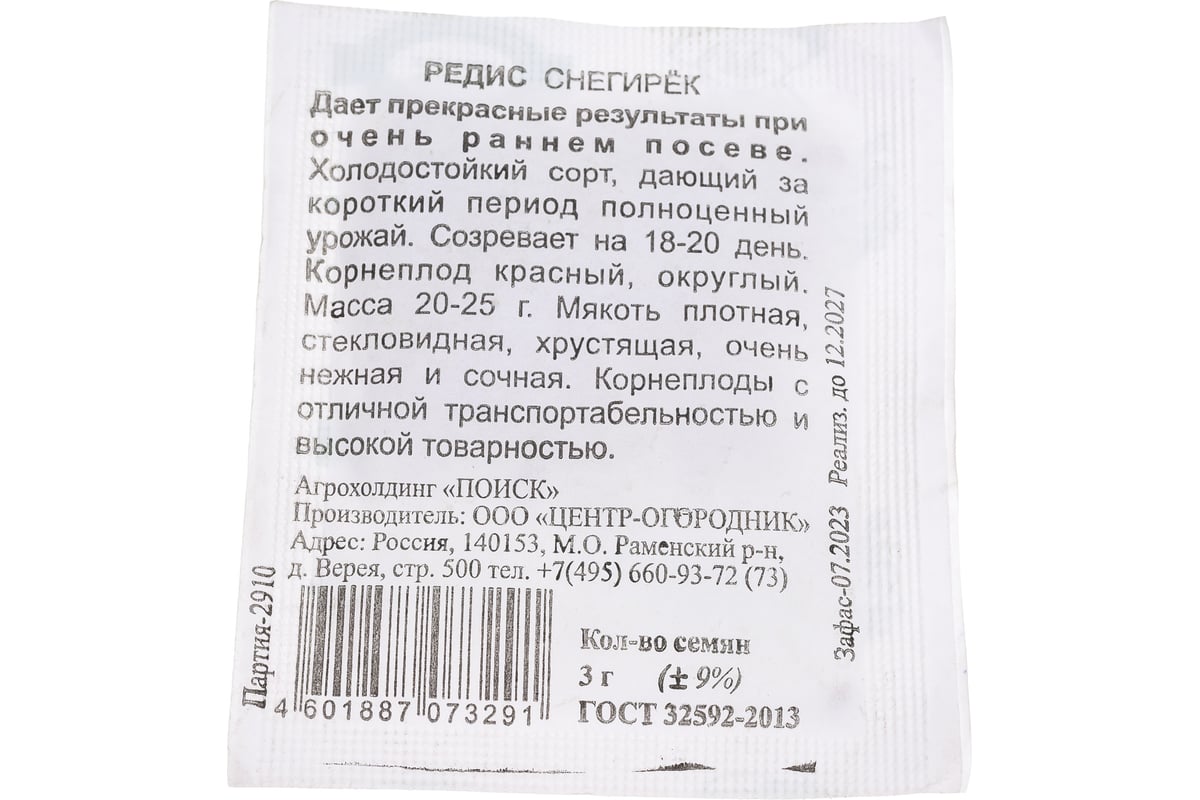 РЕДИС СНЕГИРЁК
Дает прекрасные результаты при
очень раннем посеве.
Холодостойкий сорт, дающий за
короткий период полноценный
урожай. Созревает на 18-20 день.
Корнеплод красный, округлый.
Масса 20-25 г. Мякоть плотная,
стекловидная, хрустящая, очень
нежная и сочная. Корнеплоды с
отличной транспортабельностью и
высокой товарностью.
Агрохолдинг «ПОИСК»
Производитель: ООО «ЦЕНТР-ОГОРОДНИК»
Адрес: Россия, 140153, М.О. Раменский р-н,
д. Верея, стр. 500 тел. +7(495) 660-93-72 (73)
Партия-2910
4 601887 073291
Кол-во семян
3 г (± 9%)
ГОСТ 32592-2013
Зафас-07.2023 Реализ. до 12.2027